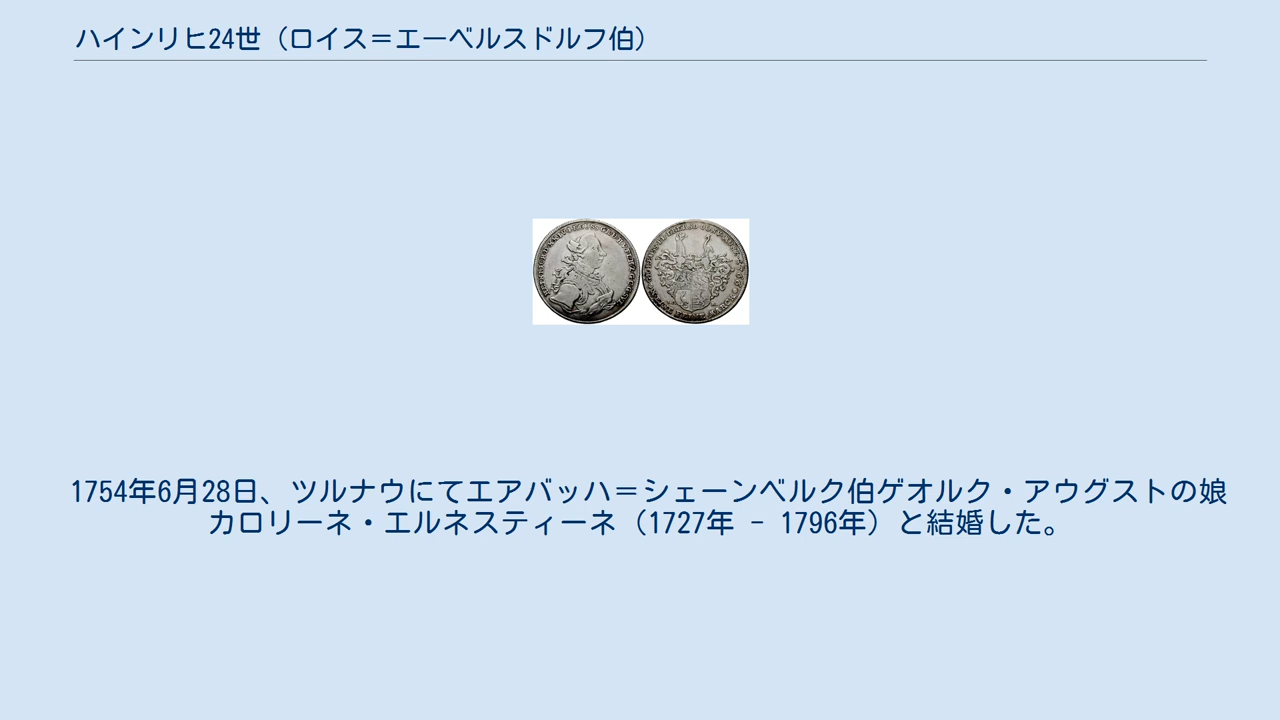 ハインリヒ24世（ロイス＝エーベルスドルフ伯）
1754年6月28日、ツルナウにてエアバッハ＝シェーンベルク伯ゲオルク・アウグストの娘
カロリーネ・エルネスティーネ（1727年 - 1796年）と結婚した。